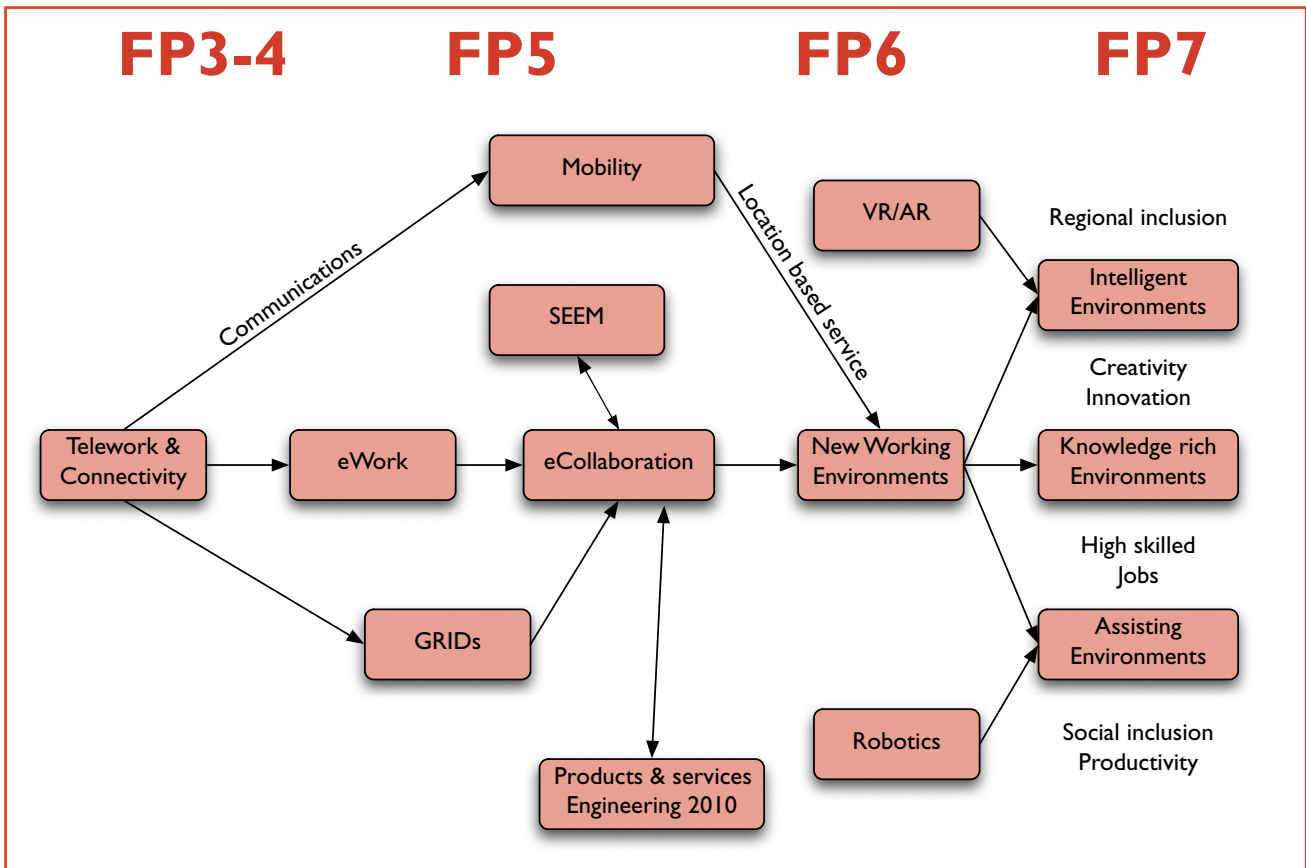 FP3-4
FP5
FP6
FP7
Mobility
VR/AR
Regional inclusion
Communications
Location based service
Intelligent
Environments
SEEM
Creativity
Innovation
Telework &
Connectivity
eWork
eCollaboration
New Working
Environments
Knowledge rich
Environments
High skilled
Jobs
GRIDs
Assisting
Environments
Robotics
Social inclusion
Productivity
Products & services
Engineering 2010